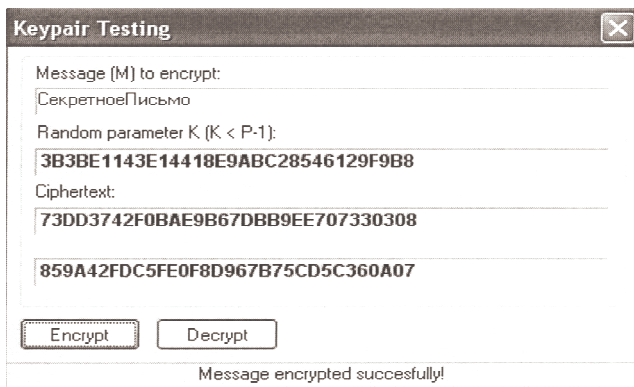 Keypair Testing
Message (M) to encrypt:
СекретноеПисьмо
Random parameter K (K < P-1):
3B3BE1143E14418E9ABC28546129F9B8
Ciphertext:
73DD3742F0BAE9B67DBB9EE707330308
859A42FDC5FE0F8D967B75CD5C360A07
Encrypt Decrypt
Message encrypted succesfully!